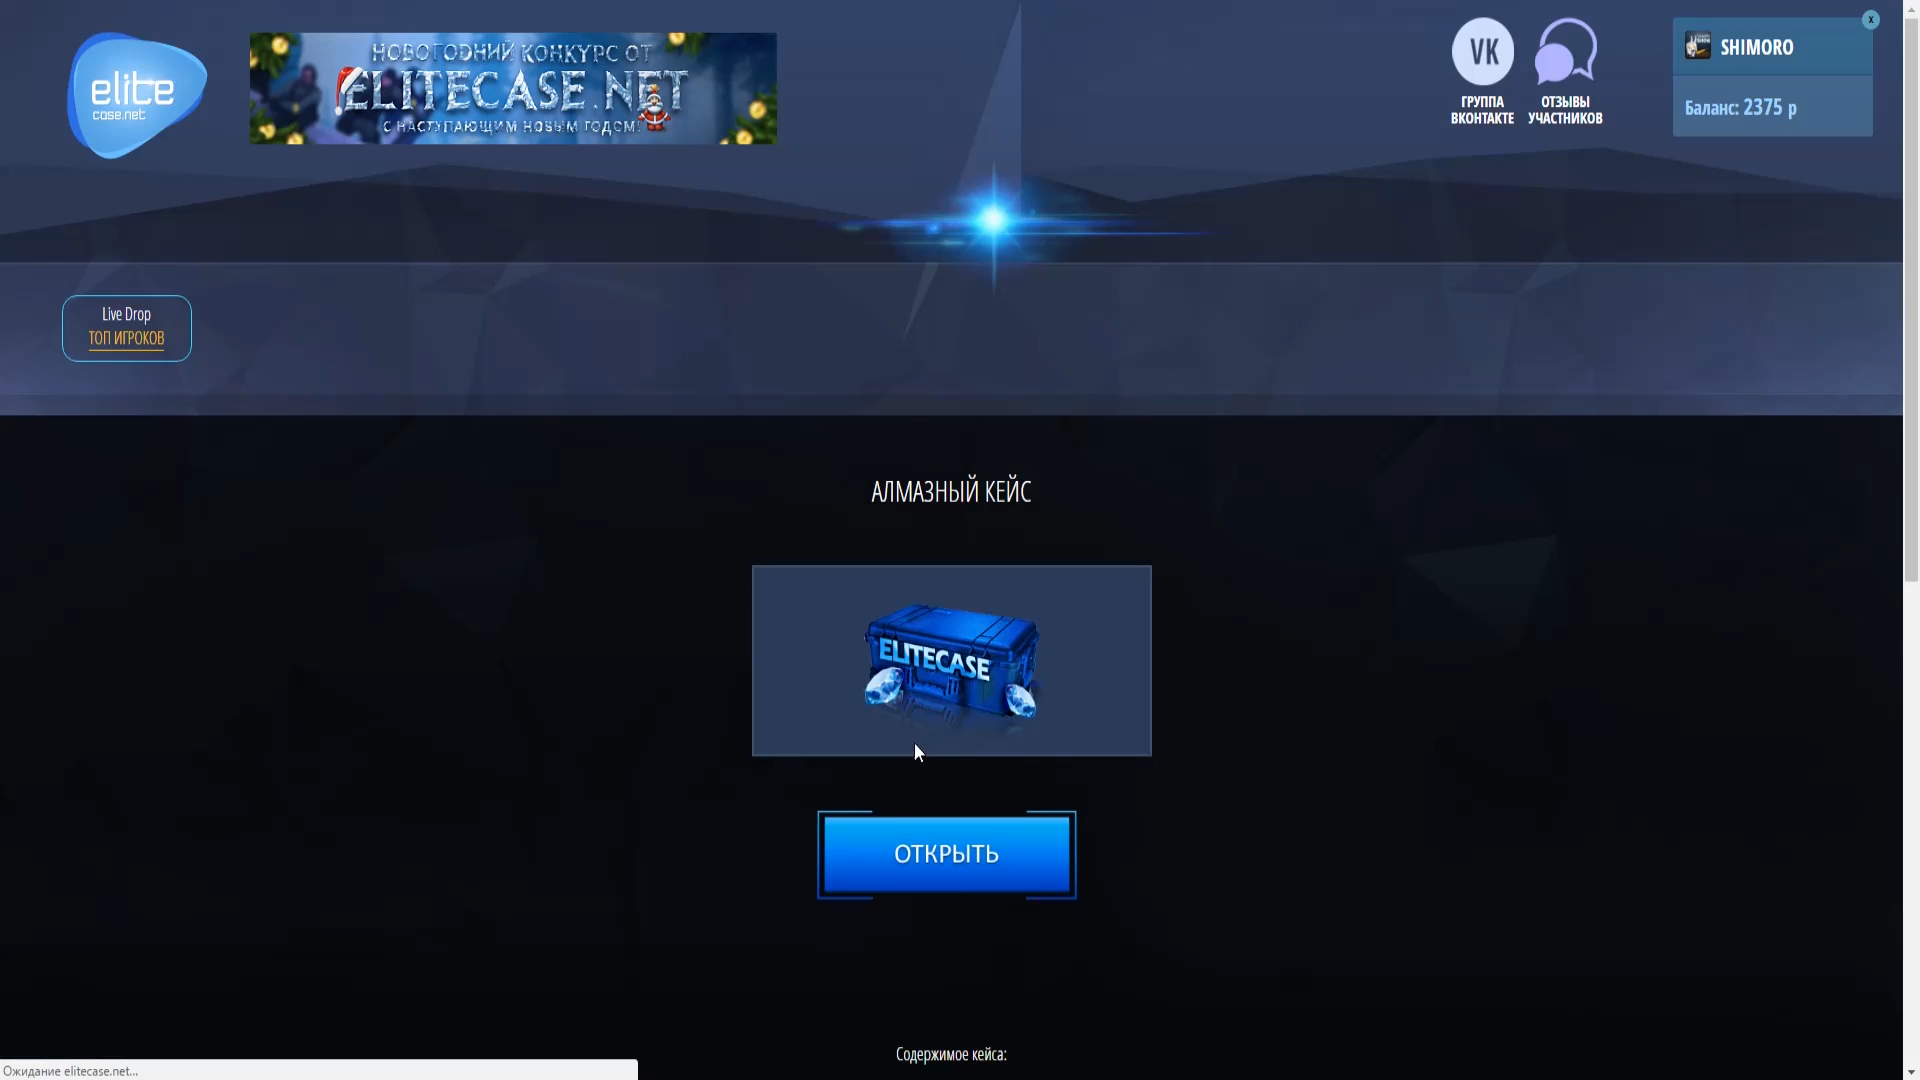 elite
case.net
НОВОГОДНИЙ КОНКУРС ОТ
ELITECASE.NET
С НАСТУПАЮЩИМ НОВЫМ ГОДОМ!
VK
ГРУППА
ВКОНТАКТЕ
ОТЗЫВЫ
УЧАСТНИКОВ
x
SHIMORO
Баланс: 2375 р
Live Drop
ТОП ИГРОКОВ
АЛМАЗНЫЙ КЕЙС
ELITECASE
ОТКРЫТЬ
Содержимое кейса:
Ожидание elitecase.net...